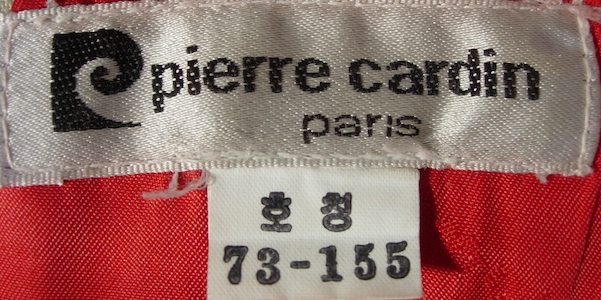 pierre cardin
paris
호 칭
73-155